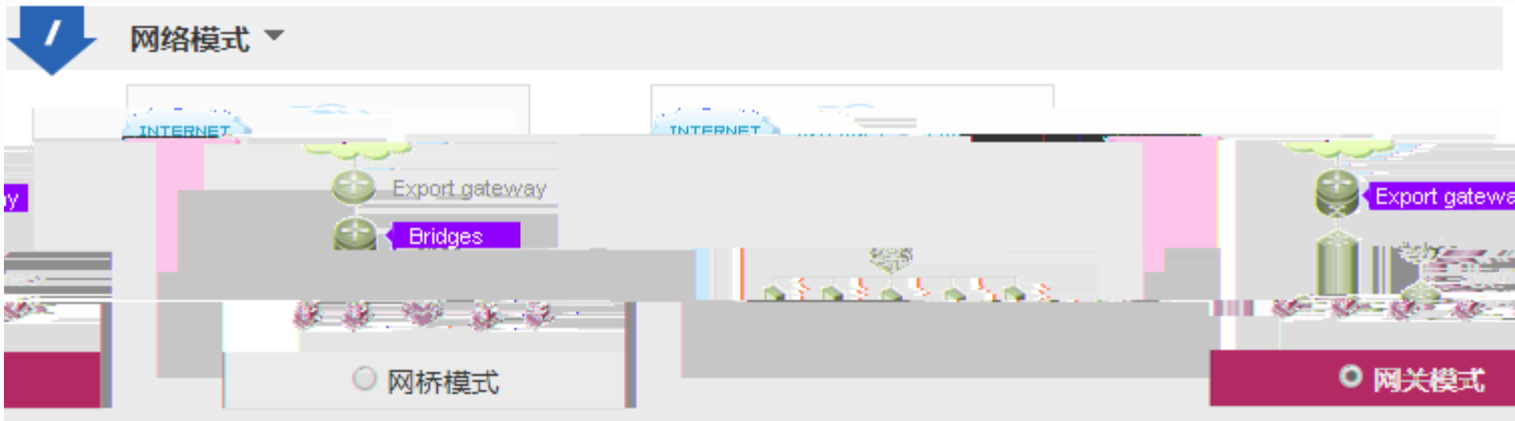 网络模式
INTERNET
INTERNET
Export gateway
Bridges
Export gatewa
网桥模式
网关模式